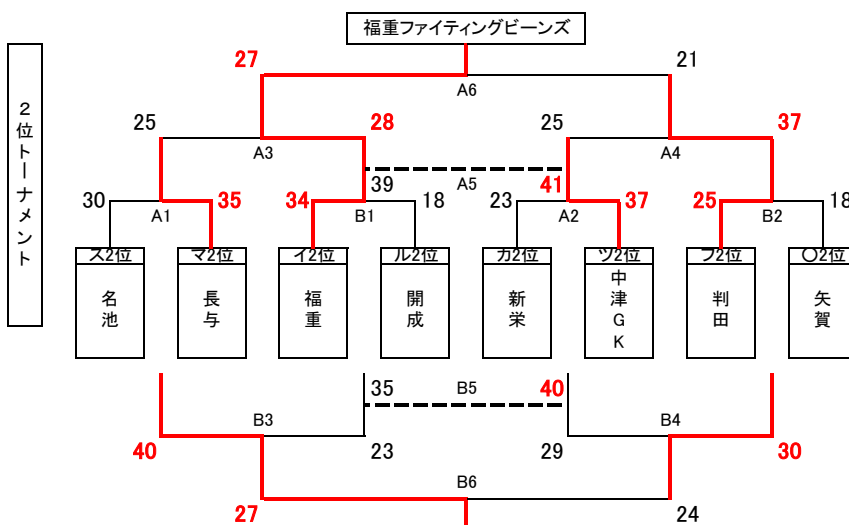 福重ファイティングビーンズ
2位トーナメント
27
21
A6
25
28
25
37
A3
A4
A5
30
35
34
39
18
23
41
37
25
18
A1
B1
A2
B2
ス2位
マ2位
イ2位
ル2位
カ2位
ツ2位
フ2位
〇2位
名池
長与
福重
開成
新栄
中津GK
判田
矢賀
35
B5
40
B3
B4
40
23
29
30
B6
27
24